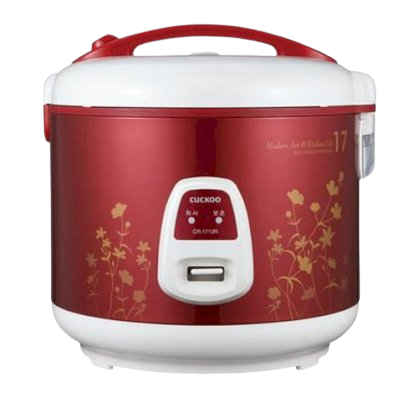 Modern Art & Kitchen Life 17
CUCKOO
취사 보온
CR-1713R